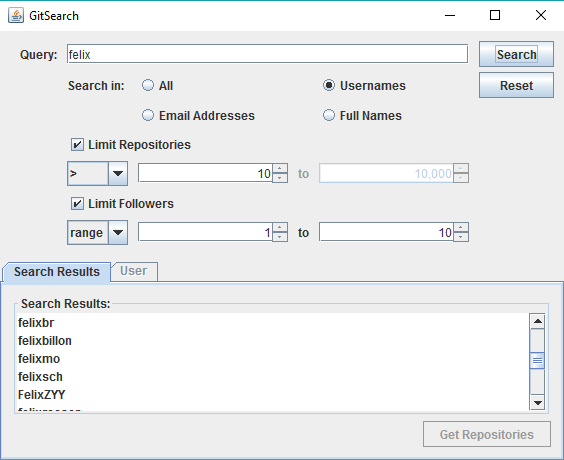 GitSearch
Query: felix Search
Search in: All Usernames Reset
Email Addresses Full Names
Limit Repositories
> 10 to 10,000
Limit Followers
range 1 to 10
Search Results User
Search Results:
felixbr
felixbillon
felixmo
felixsch
FelixZYY
Get Repositories